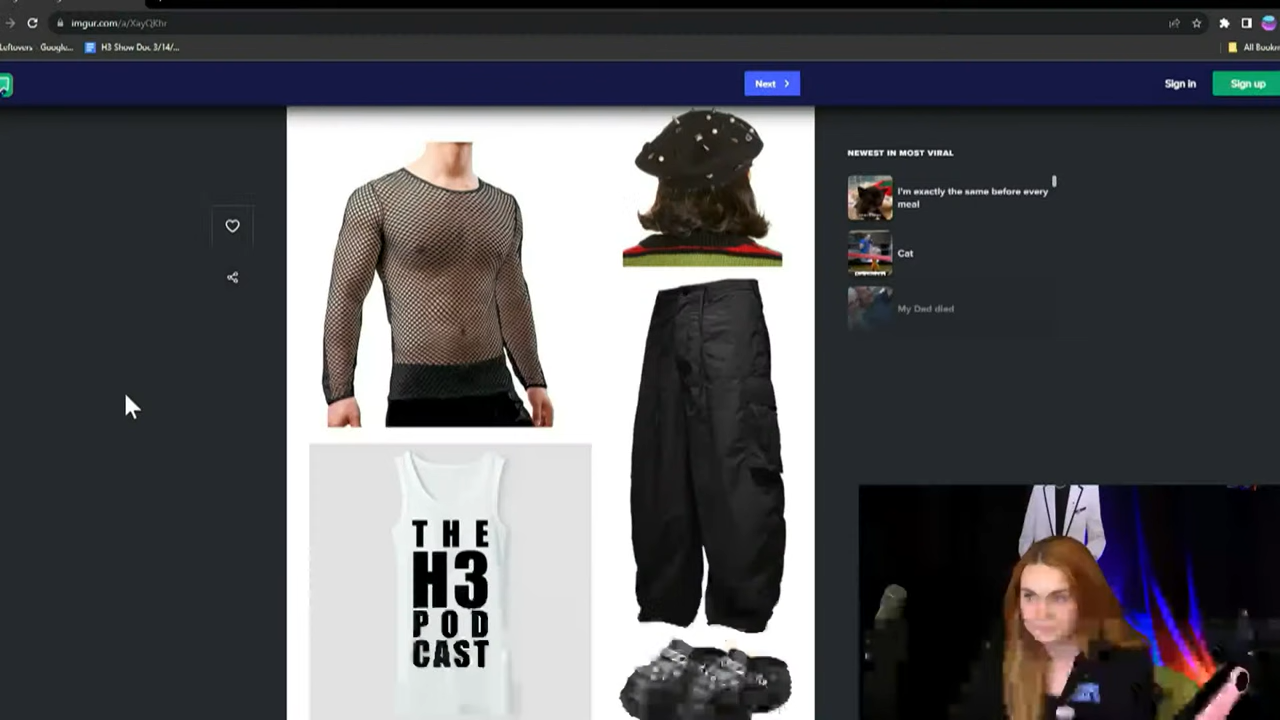 imgur.com/a/XayQKhr
Leftovers - Google...
H3 Show Doc 3/14/...
All Bookm
Next
Sign in
Sign up
NEWEST IN MOST VIRAL
I'm exactly the same before every
meal
Cat
My Dad died
THE
H3
POD
CAST